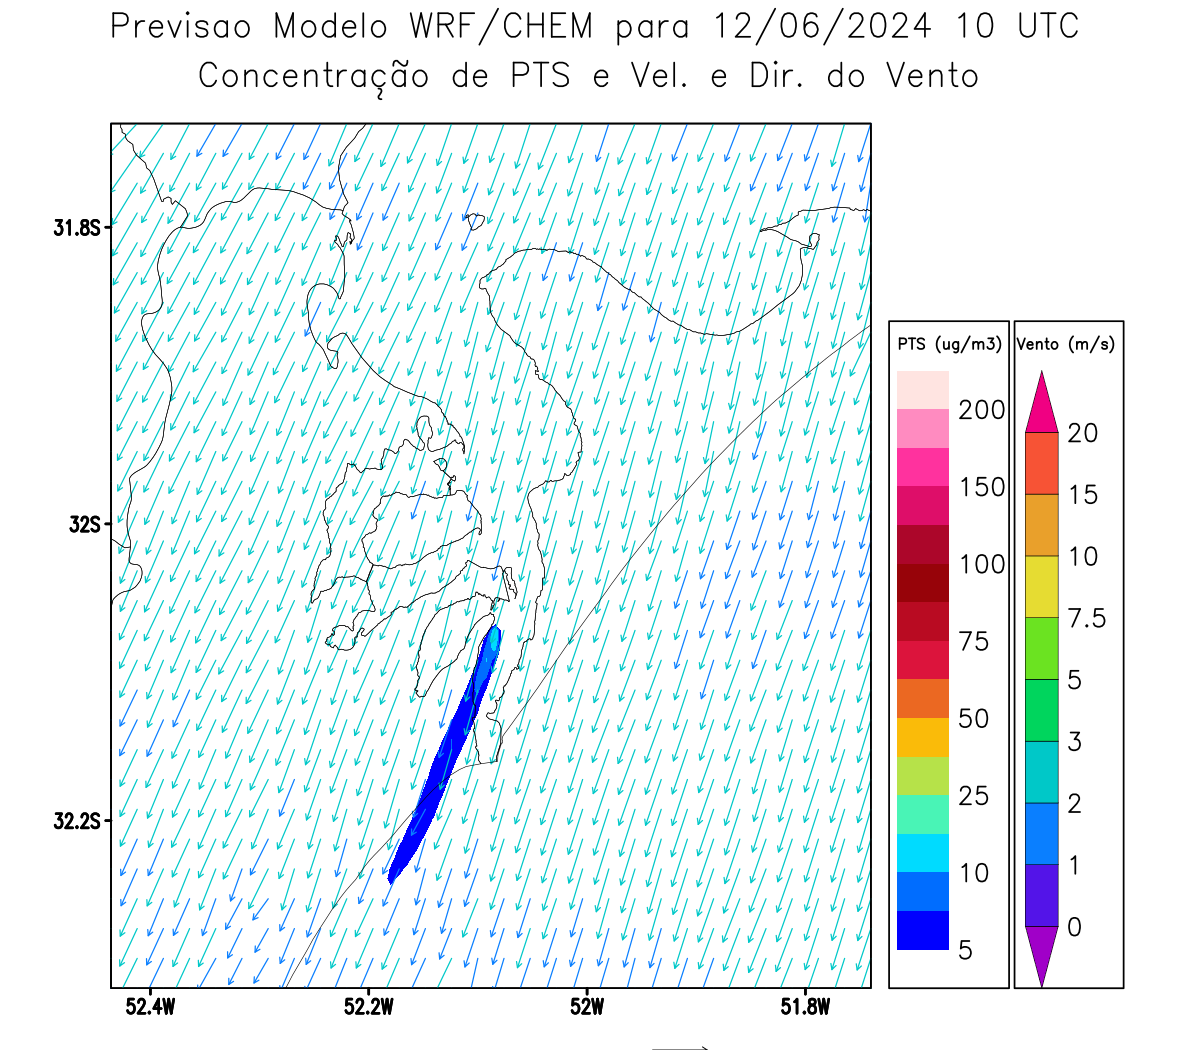 Previsao Modelo WRF/CHEM para 12/06/2024 10 UTC
Concentração de PTS e Vel. e Dir. do Vento
31.8S
32S
32.2S
52.4W
52.2W
52W
51.8W
PTS (ug/m3)
200
150
100
75
50
25
10
5
Vento (m/s)
20
15
10
7.5
5
3
2
1
0